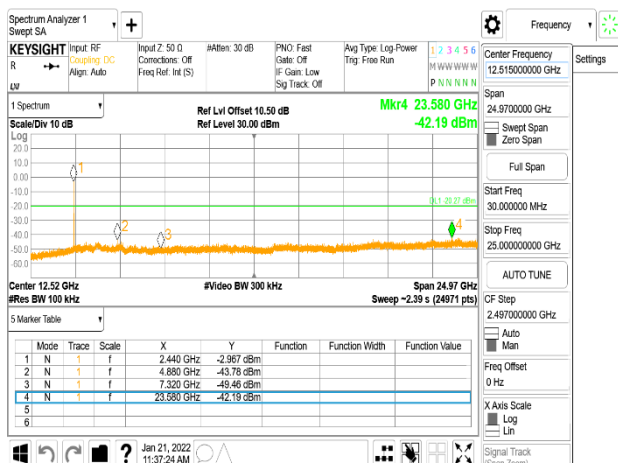 Spectrum Analyzer 1
Swept SA
+
Frequency
KEYSIGHT
R
Input: RF
Coupling: DC
Align: Auto
Input Z: 50 Ω
Corrections: Off
Freq Ref: Int (S)
#Atten: 30 dB
PNO: Fast
Gate: Off
IF Gain: Low
Sig Track: Off
Avg Type: Log-Power
Trig: Free Run
1 2 3 4 5 6
M W W W W W
P N N N N N
Center Frequency
12.515000000 GHz
Settings
Span
24.9700000 GHz
Swept Span
Zero Span
Full Span
Start Freq
30.000000 MHz
Stop Freq
25.000000000 GHz
AUTO TUNE
CF Step
2.497000000 GHz
Auto
Man
Freq Offset
0 Hz
X Axis Scale
Log
Lin
Signal Track
(Span Zoom)
1 Spectrum
Scale/Div 10 dB
Ref Lvl Offset 10.50 dB
Ref Level 30.00 dBm
Mkr4 23.580 GHz
-42.19 dBm
Log
20.0
10.0
0.00
-10.0
-20.0
-30.0
-40.0
-50.0
-60.0
1
2
3
4
DL1 -20.27 dBm
Center 12.52 GHz
#Video BW 300 kHz
Span 24.97 GHz
#Res BW 100 kHz
Sweep ~2.39 s (24971 pts)
5 Marker Table
Mode Trace Scale X Y Function Function Width Function Value
1 N 1 f 2.440 GHz -2.967 dBm
2 N 1 f 4.880 GHz -43.78 dBm
3 N 1 f 7.320 GHz -49.46 dBm
4 N 1 f 23.580 GHz -42.19 dBm
5
6
?
Jan 21, 2022
11:37:24 AM